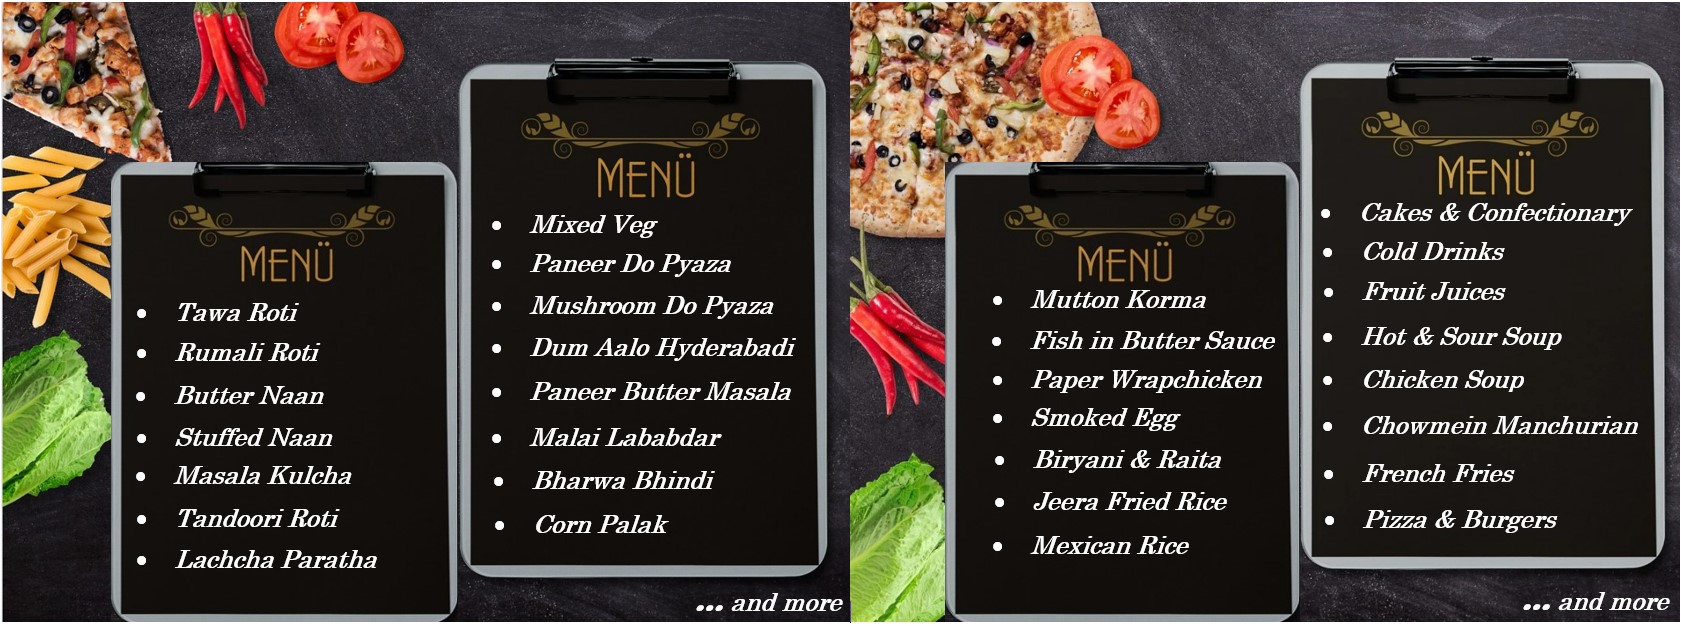 MENÜ
• Tawa Roti
• Rumali Roti
• Butter Naan
• Stuffed Naan
• Masala Kulcha
• Tandoori Roti
• Lachcha Paratha
MENÜ
• Mixed Veg
• Paneer Do Pyaza
• Mushroom Do Pyaza
• Dum Aalo Hyderabadi
• Paneer Butter Masala
• Malai Lababdar
• Bharwa Bhindi
• Corn Palak
... and more
MENÜ
• Mutton Korma
• Fish in Butter Sauce
• Paper Wrapchicken
• Smoked Egg
• Biryani & Raita
• Jeera Fried Rice
• Mexican Rice
MENÜ
• Cakes & Confectionary
• Cold Drinks
• Fruit Juices
• Hot & Sour Soup
• Chicken Soup
• Chowmein Manchurian
• French Fries
• Pizza & Burgers
... and more